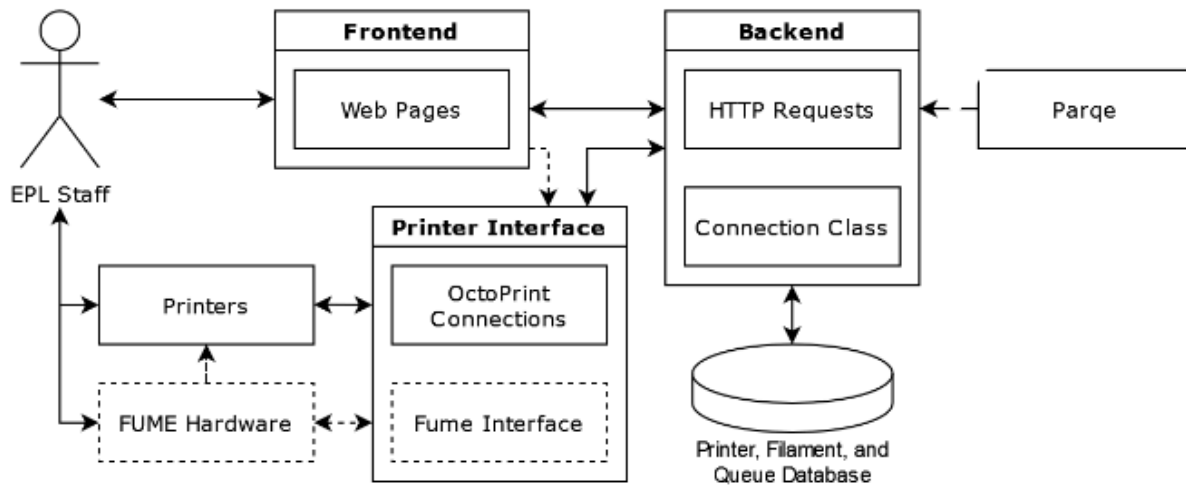 Frontend
Web Pages
Backend
HTTP Requests
Connection Class
Parqe
EPL Staff
Printer Interface
OctoPrint
Connections
Fume Interface
Printers
FUME Hardware
Printer, Filament, and
Queue Database